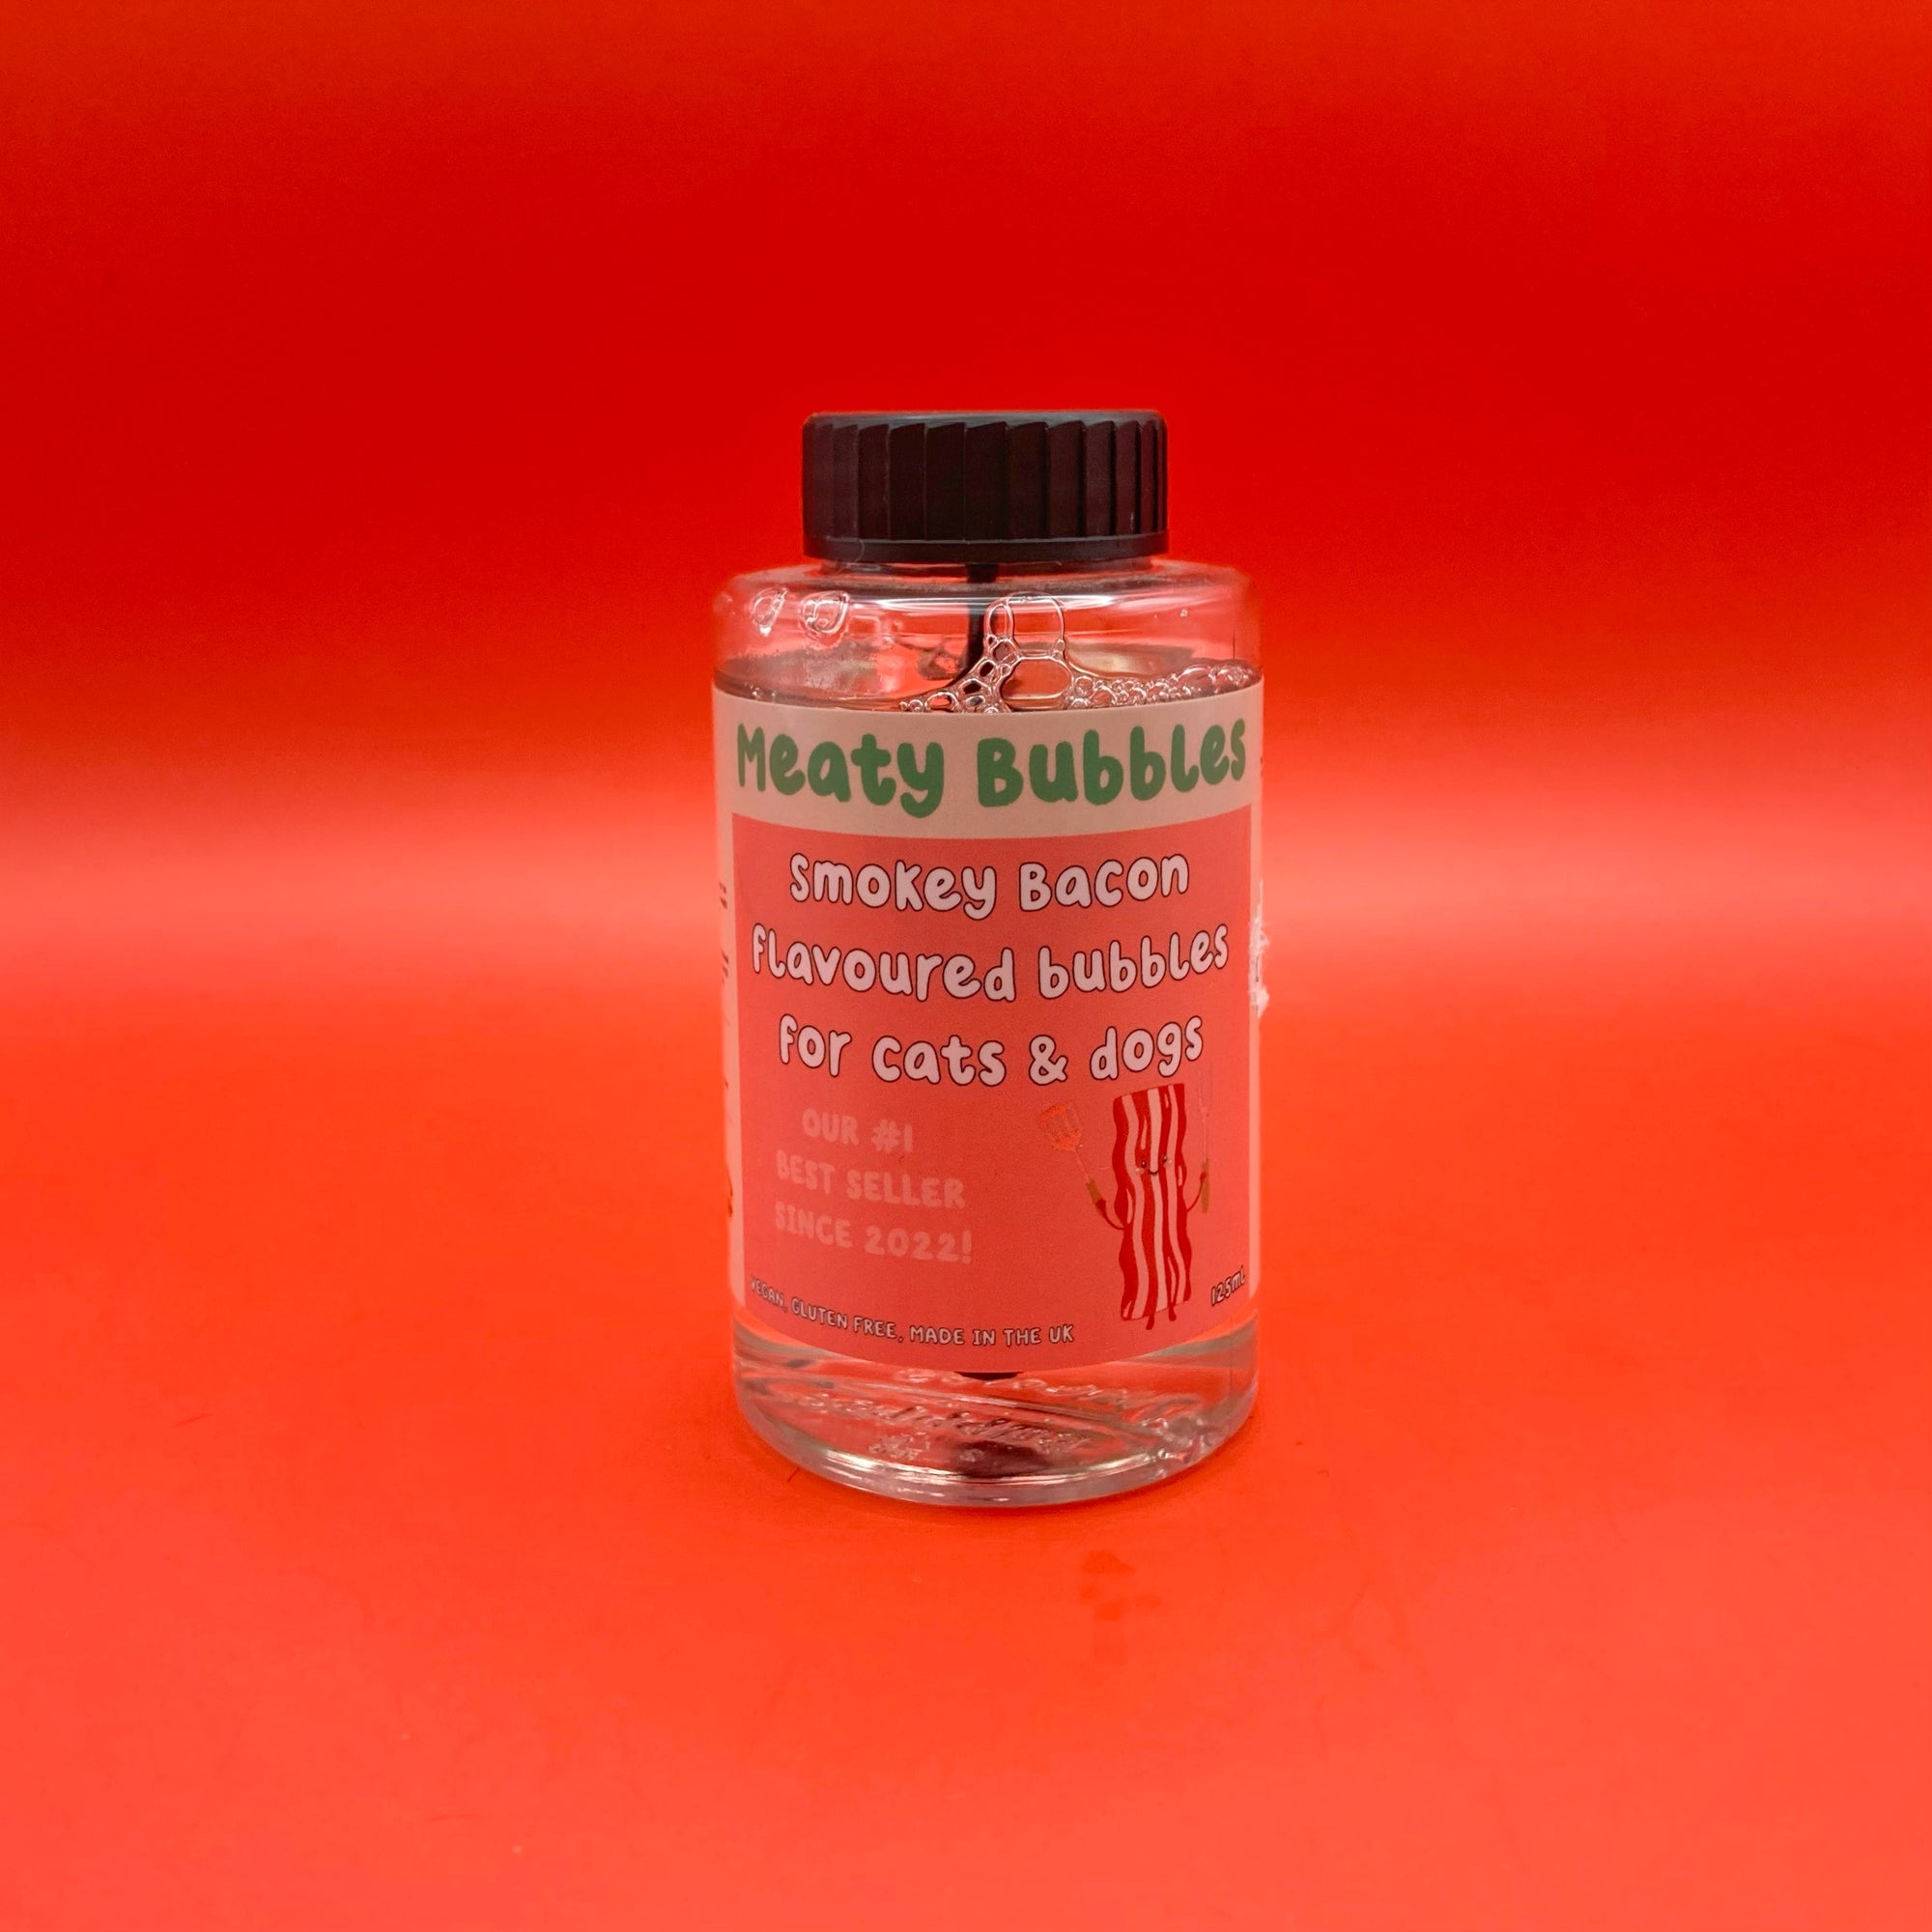 Meaty Bubbles
Smokey Bacon
flavoured bubbles
for cats & dogs
OUR #1
BEST SELLER
SINCE 2022!
VEGAN, GLUTEN FREE, MADE IN THE UK
125ml